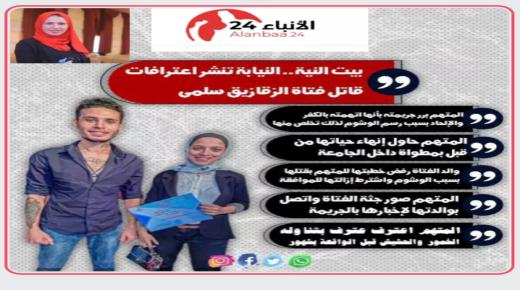 الأنباء 24
Alanbaa 24
بيت النية.. النيابة تنشر اعترافات
قاتل فتاة الزقازيق سلمى
المتهم برر جريمته بأنها اتهمته بالكفر
والإلحاد بسبب رسم الوشوم لذلك تخلص منها
المتهم حاول إنهاء حياتها من
قبل بمطواة داخل الجامعة
والد الفتاة رفض خطبتها للمتهم بقتلها
بسبب الوشوم واشترط إزالتها للموافقة
المتهم صور جثة الفتاة واتصل
بوالدتها لإخبارها بالجريمة
المتهم اعترف عترف بتناوله
الخمور والحشيش قبل الواقعة بشهور